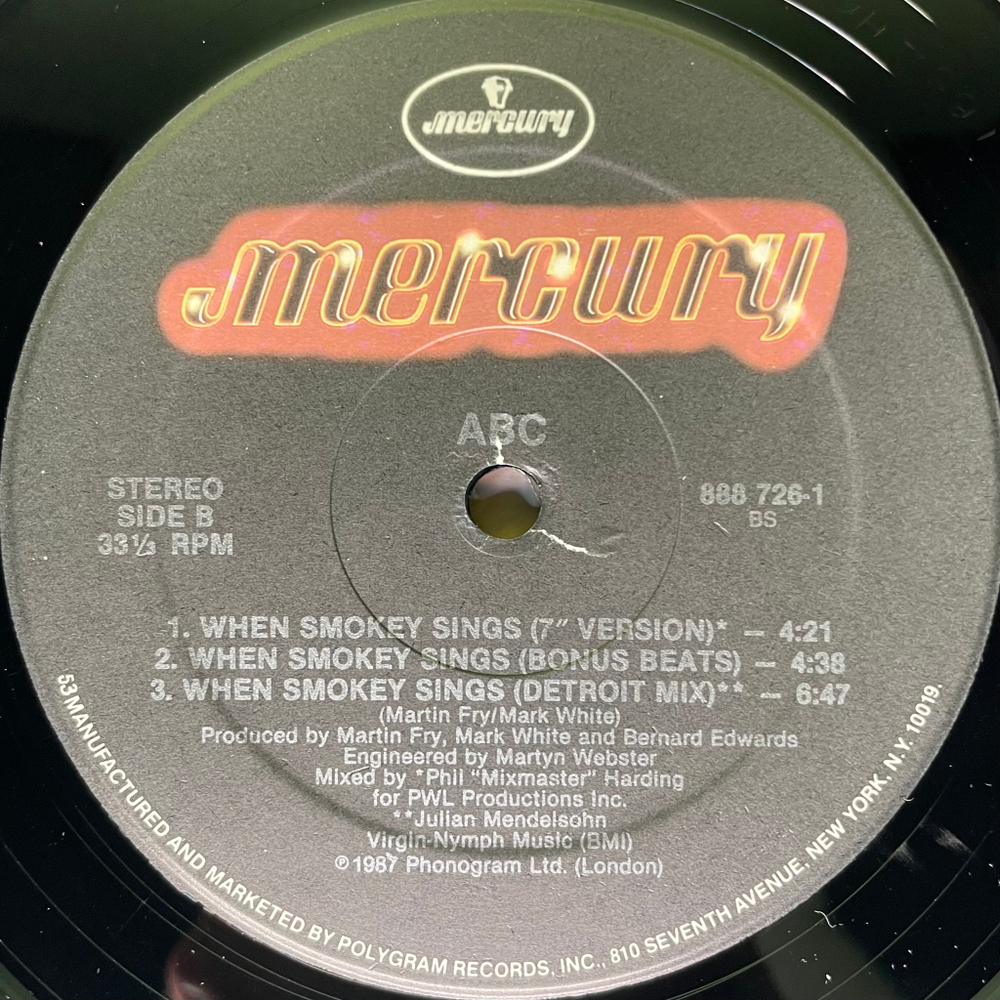 mercury
mercury
ABC
STEREO
SIDE B
33⅓ RPM
888 726-1
BS
1. WHEN SMOKEY SINGS (7" VERSION)* — 4:21
2. WHEN SMOKEY SINGS (BONUS BEATS) — 4:38
3. WHEN SMOKEY SINGS (DETROIT MIX)** — 6:47
(Martin Fry/Mark White)
Produced by Martin Fry, Mark White and Bernard Edwards
Engineered by Martyn Webster
Mixed by *Phil "Mixmaster" Harding
for PWL Productions Inc.
**Julian Mendelsohn
Virgin-Nymph Music (BMI)
℗ 1987 Phonogram Ltd. (London)
53 MANUFACTURED AND MARKETED BY POLYGRAM RECORDS, INC., 810 SEVENTH AVENUE, NEW YORK, N.Y. 10019.